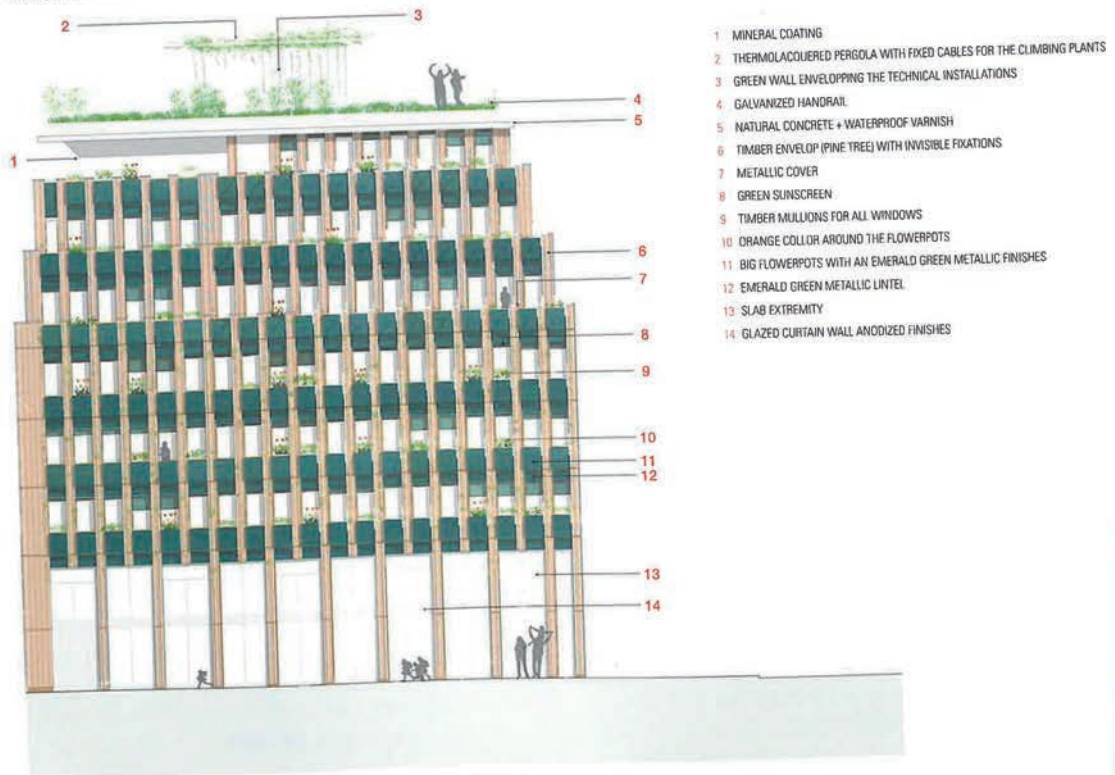 2
3
4
5
1
6
7
8
9
10
11
12
13
14
1 MINERAL COATING
2 THERMOLACQUERED PERGOLA WITH FIXED CABLES FOR THE CLIMBING PLANTS
3 GREEN WALL ENVELOPPING THE TECHNICAL INSTALLATIONS
4 GALVANIZED HANDRAIL
5 NATURAL CONCRETE + WATERPROOF VARNISH
6 TIMBER ENVELOP (PINE TREE) WITH INVISIBLE FIXATIONS
7 METALLIC COVER
8 GREEN SUNSCREEN
9 TIMBER MULLIONS FOR ALL WINDOWS
10 ORANGE COLLOR AROUND THE FLOWERPOTS
11 BIG FLOWERPOTS WITH AN EMERALD GREEN METALLIC FINISHES
12 EMERALD GREEN METALLIC LINTEL
13 SLAB EXTREMITY
14 GLAZED CURTAIN WALL ANODIZED FINISHES